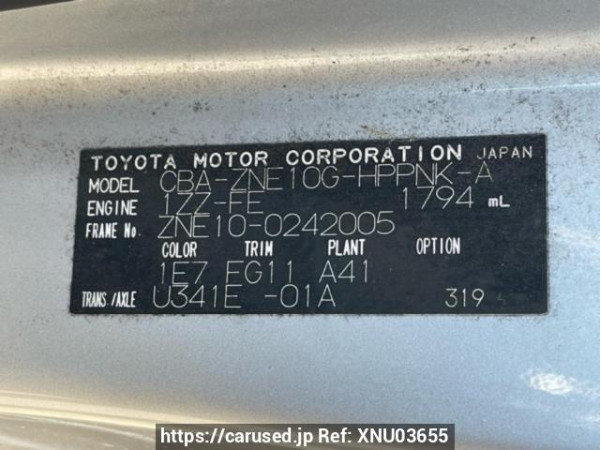 TOYOTA MOTOR CORPORATION JAPAN
MODEL CBA-ZNE10G-HPPNK-A
ENGINE 1ZZ-FE 1794 mL
FRAME No. ZNE10-0242005
COLOR TRIM PLANT OPTION
1E7 FG11 A41
TRANS./AXLE U341E -01A 319
https://carused.jp Ref: XNU03655